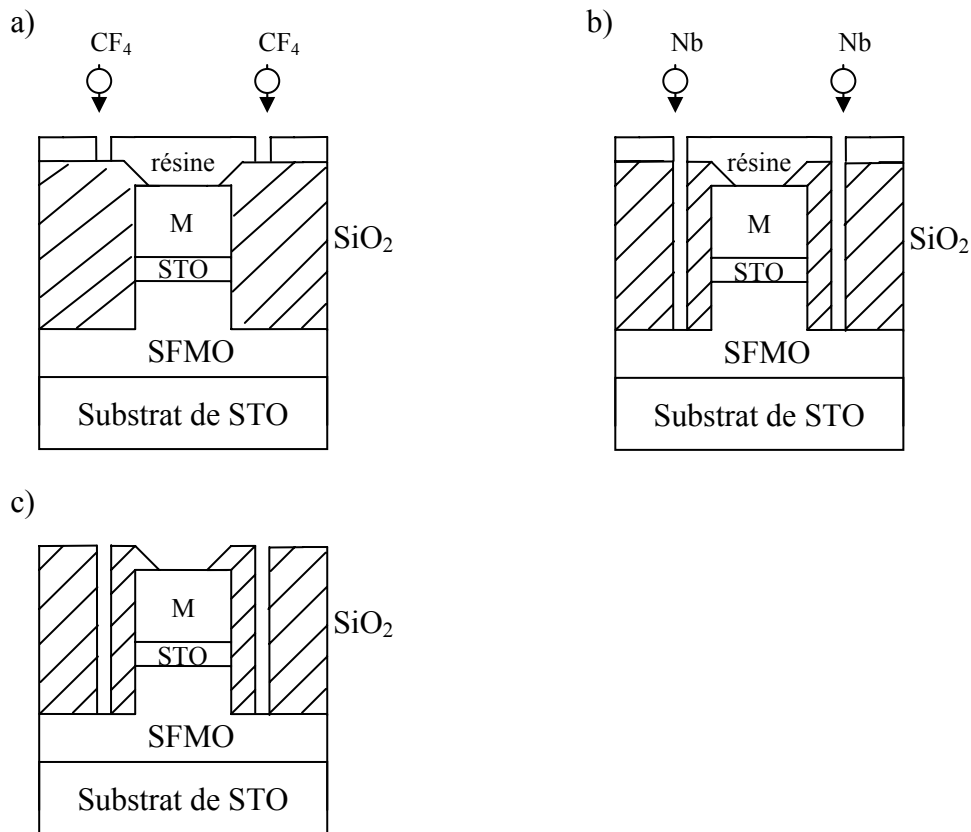 a)
CF₄ CF₄
résine
M
STO
SiO₂
SFMO
Substrat de STO
b)
Nb Nb
résine
M
STO
SiO₂
SFMO
Substrat de STO
c)
M
STO
SiO₂
SFMO
Substrat de STO